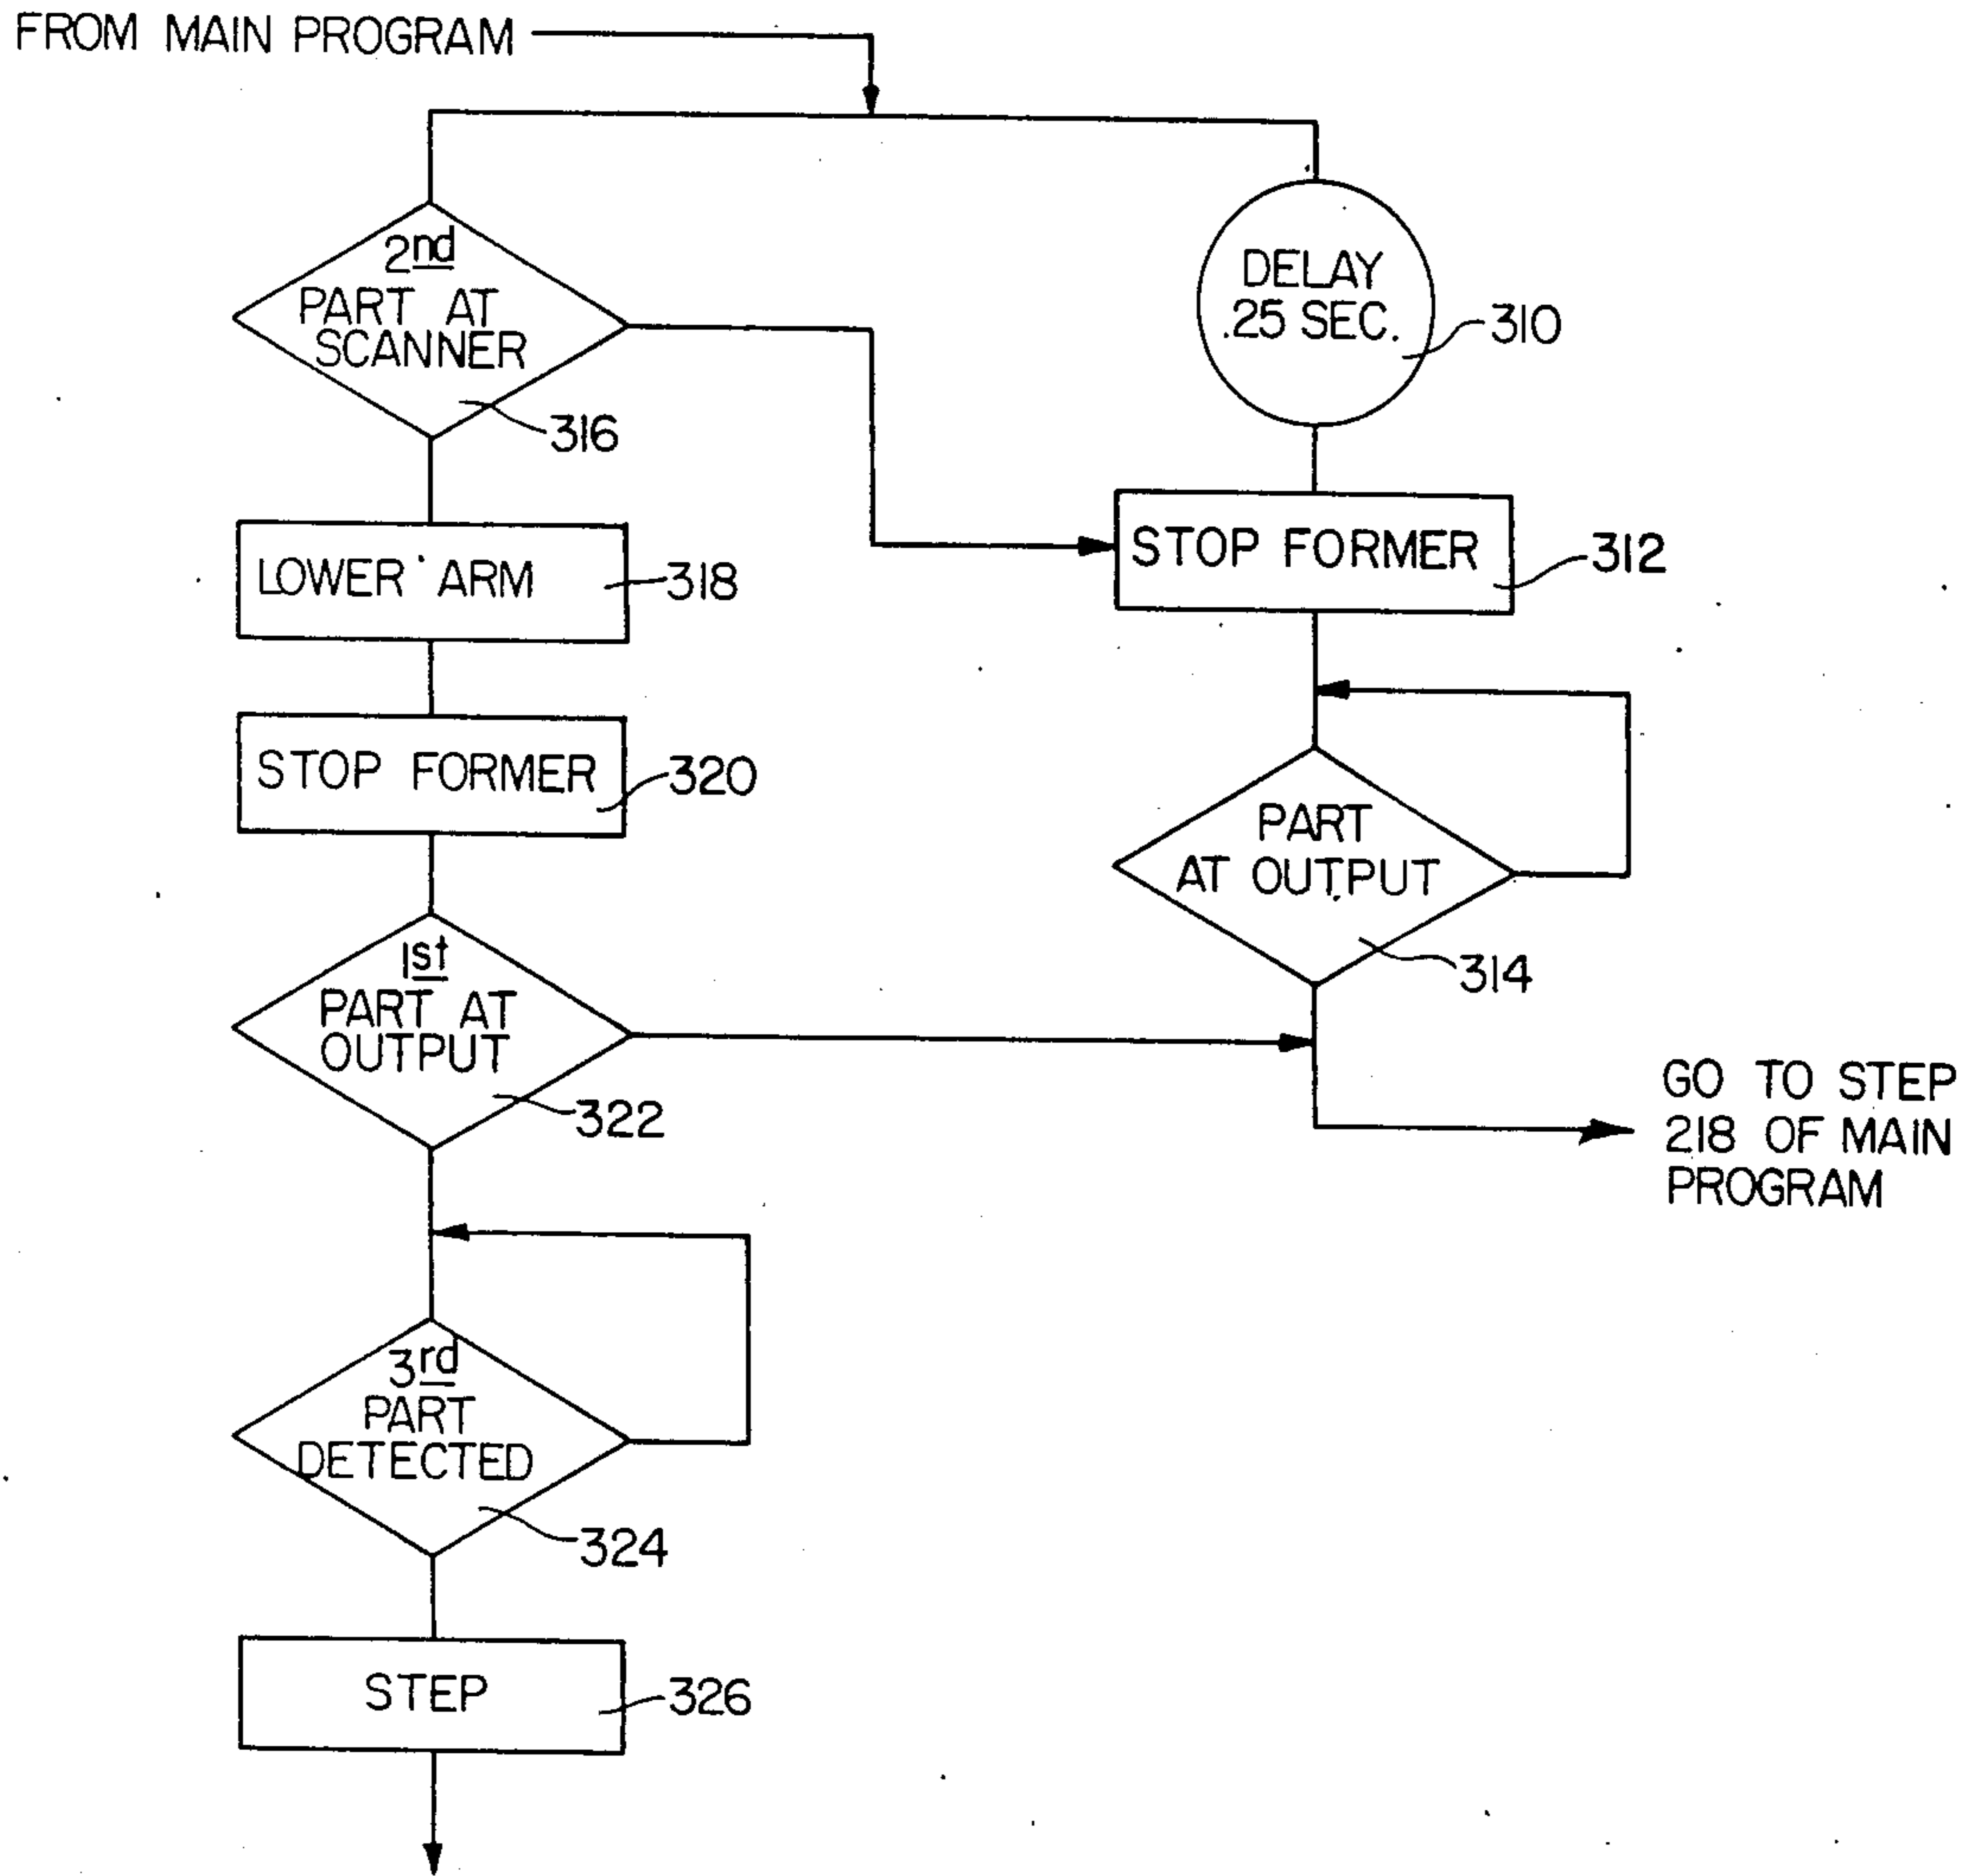 FROM MAIN PROGRAM
2nd
PART AT
SCANNER
316
DELAY
.25 SEC.
310
LOWER ARM
318
STOP FORMER
312
STOP FORMER
320
PART
AT OUTPUT
314
1st
PART AT
OUTPUT
322
GO TO STEP
218 OF MAIN
PROGRAM
3rd
PART
DETECTED
324
STEP
326